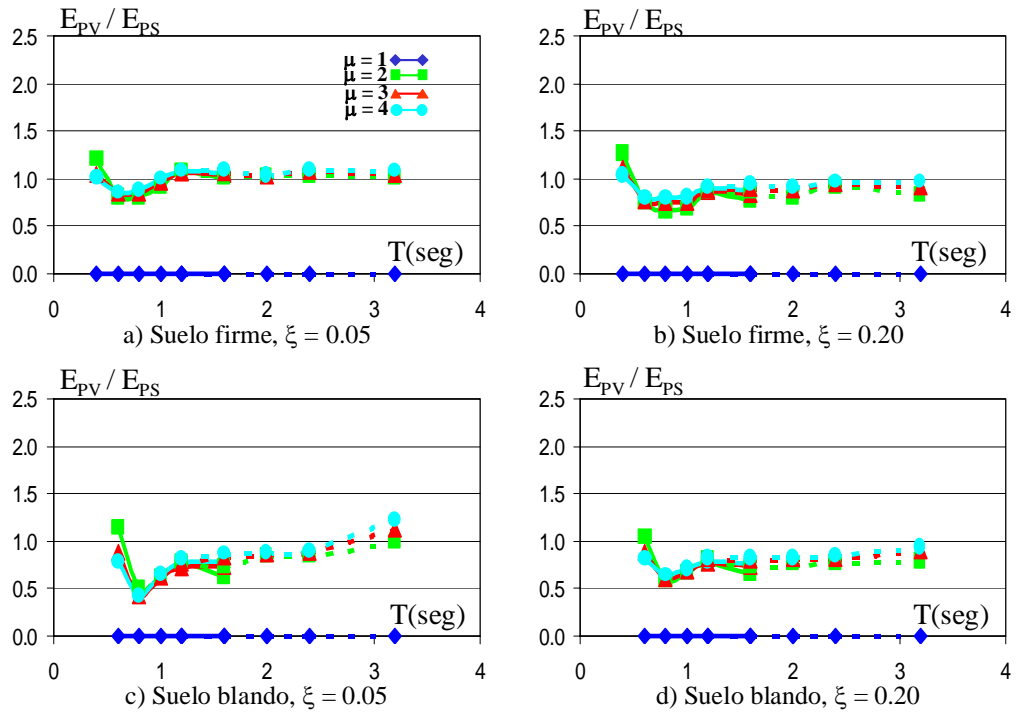 E_PV / E_PS
2.5
2.0
1.5
1.0
0.5
0.0
μ = 1
μ = 2
μ = 3
μ = 4
T(seg)
0 1 2 3 4
a) Suelo firme, ξ = 0.05
E_PV / E_PS
2.5
2.0
1.5
1.0
0.5
0.0
T(seg)
0 1 2 3 4
b) Suelo firme, ξ = 0.20
E_PV / E_PS
2.5
2.0
1.5
1.0
0.5
0.0
T(seg)
0 1 2 3 4
c) Suelo blando, ξ = 0.05
E_PV / E_PS
2.5
2.0
1.5
1.0
0.5
0.0
T(seg)
0 1 2 3 4
d) Suelo blando, ξ = 0.20